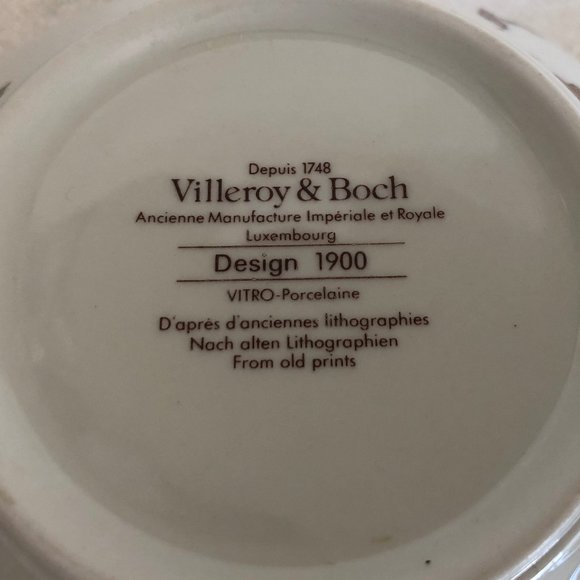 Depuis 1748
Villeroy & Boch
Ancienne Manufacture Impériale et Royale
Luxembourg
Design 1900
VITRO-Porcelaine
D'après d'anciennes lithographies
Nach alten Lithographien
From old prints